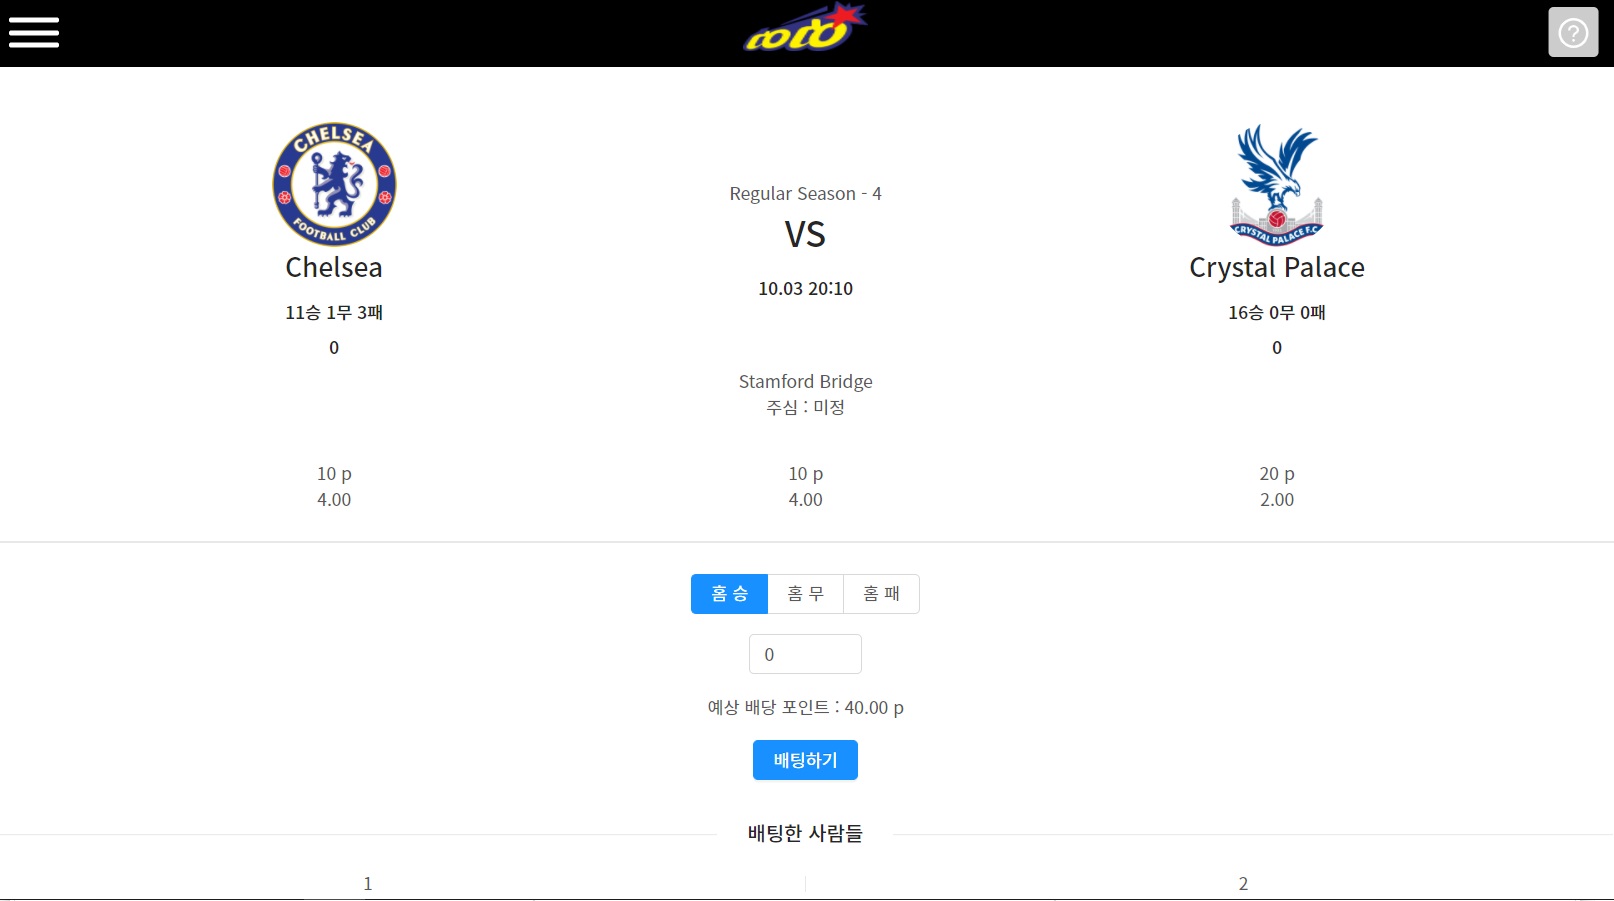 COTO
CHELSEA
FOOTBALL CLUB
CRYSTAL PALACE F.C
Chelsea
11승 1무 3패
0
Regular Season - 4
VS
10.03 20:10
Crystal Palace
16승 0무 0패
0
Stamford Bridge
주심 : 미정
10 p
4.00
10 p
4.00
20 p
2.00
홈 승 홈 무 홈 패
0
예상 배당 포인트 : 40.00 p
배팅하기
배팅한 사람들
1 2